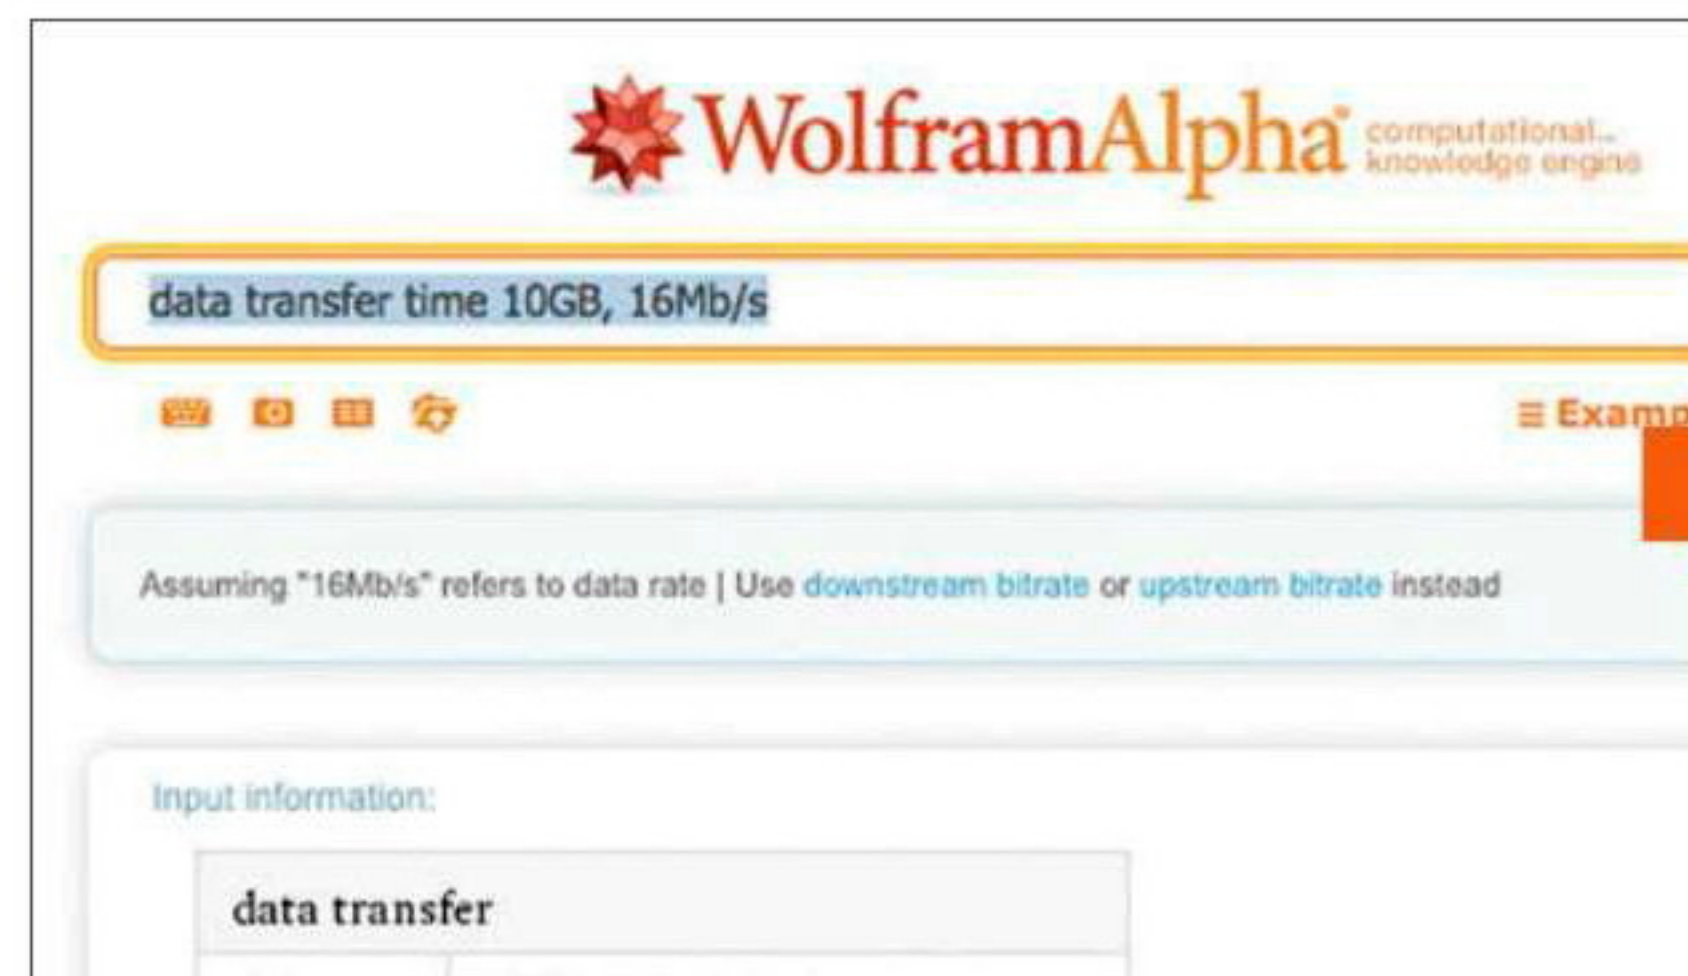 WolframAlpha computational...
knowledge engine
data transfer time 10GB, 16Mb/s
Examp
Assuming "16Mb/s" refers to data rate | Use downstream bitrate or upstream bitrate instead
Input information:
data transfer